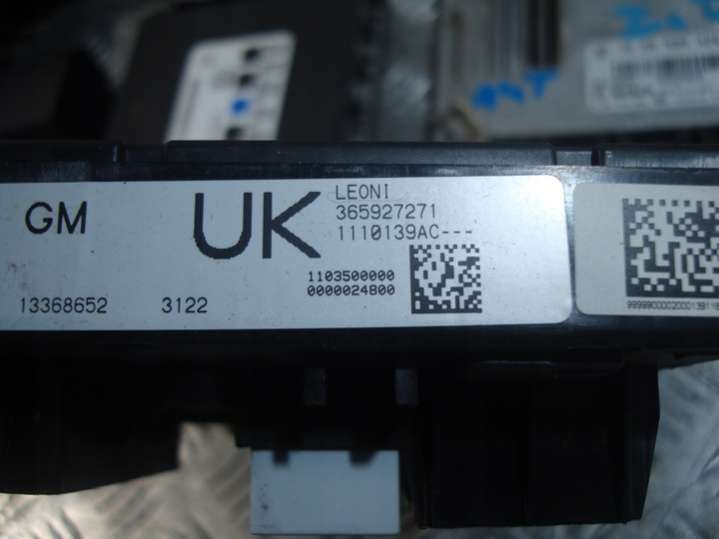 GM
UK
LEONI
365927271
1110139AC---
1103500000
0000024800
13368652
3122